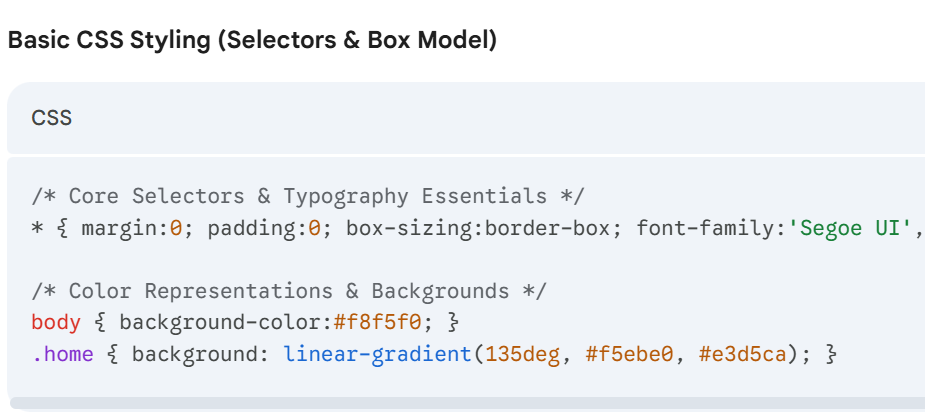 Basic CSS Styling (Selectors & Box Model)
CSS
/* Core Selectors & Typography Essentials */
* { margin:0; padding:0; box-sizing:border-box; font-family:'Segoe UI',
/* Color Representations & Backgrounds */
body { background-color:#f8f5f0; }
.home { background: linear-gradient(135deg, #f5ebe0, #e3d5ca); }